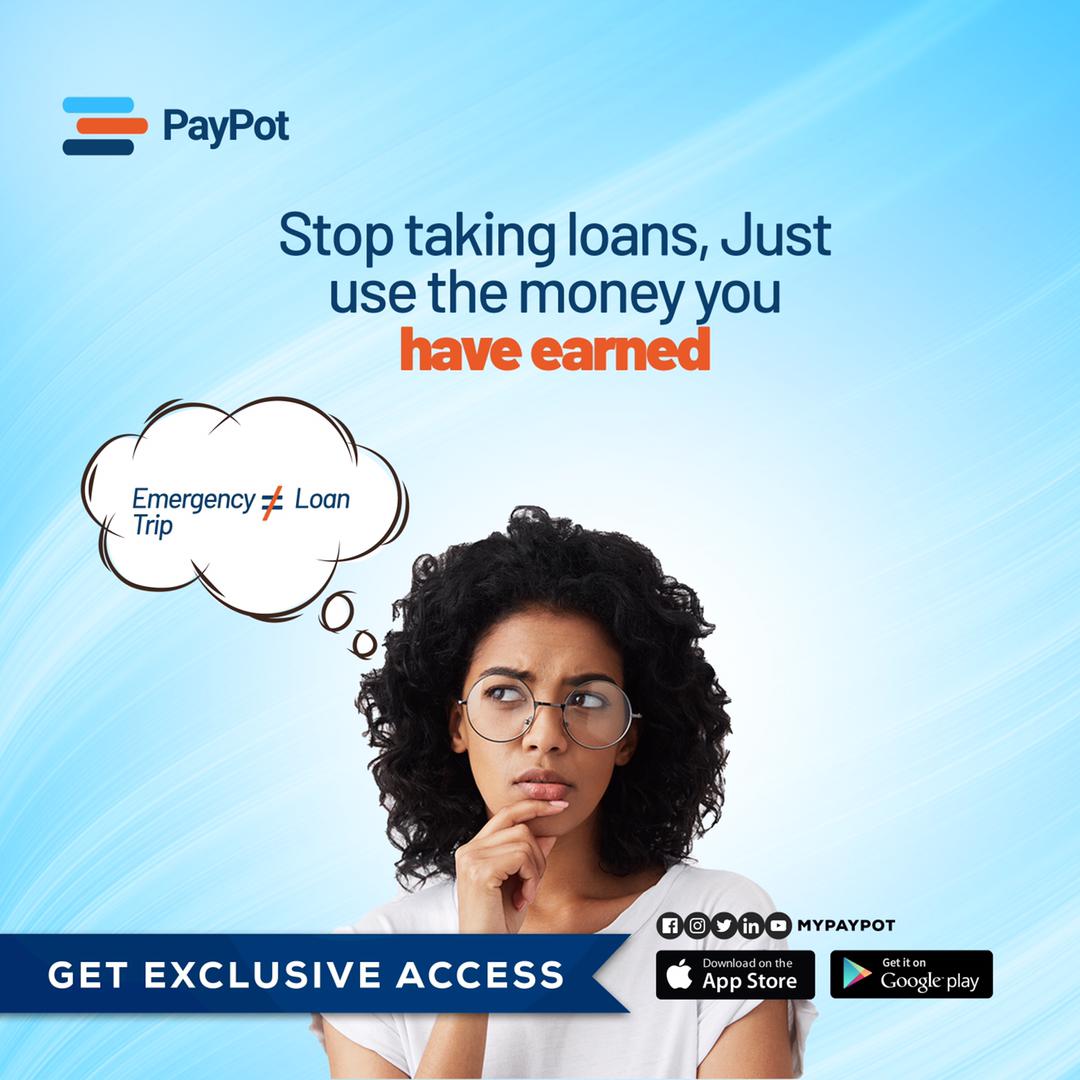 PayPot
Stop taking loans, Just
use the money you
have earned
Emergency ≠ Loan
Trip
MYPAYPOT
GET EXCLUSIVE ACCESS
Download on the
App Store
Get it on
Google play